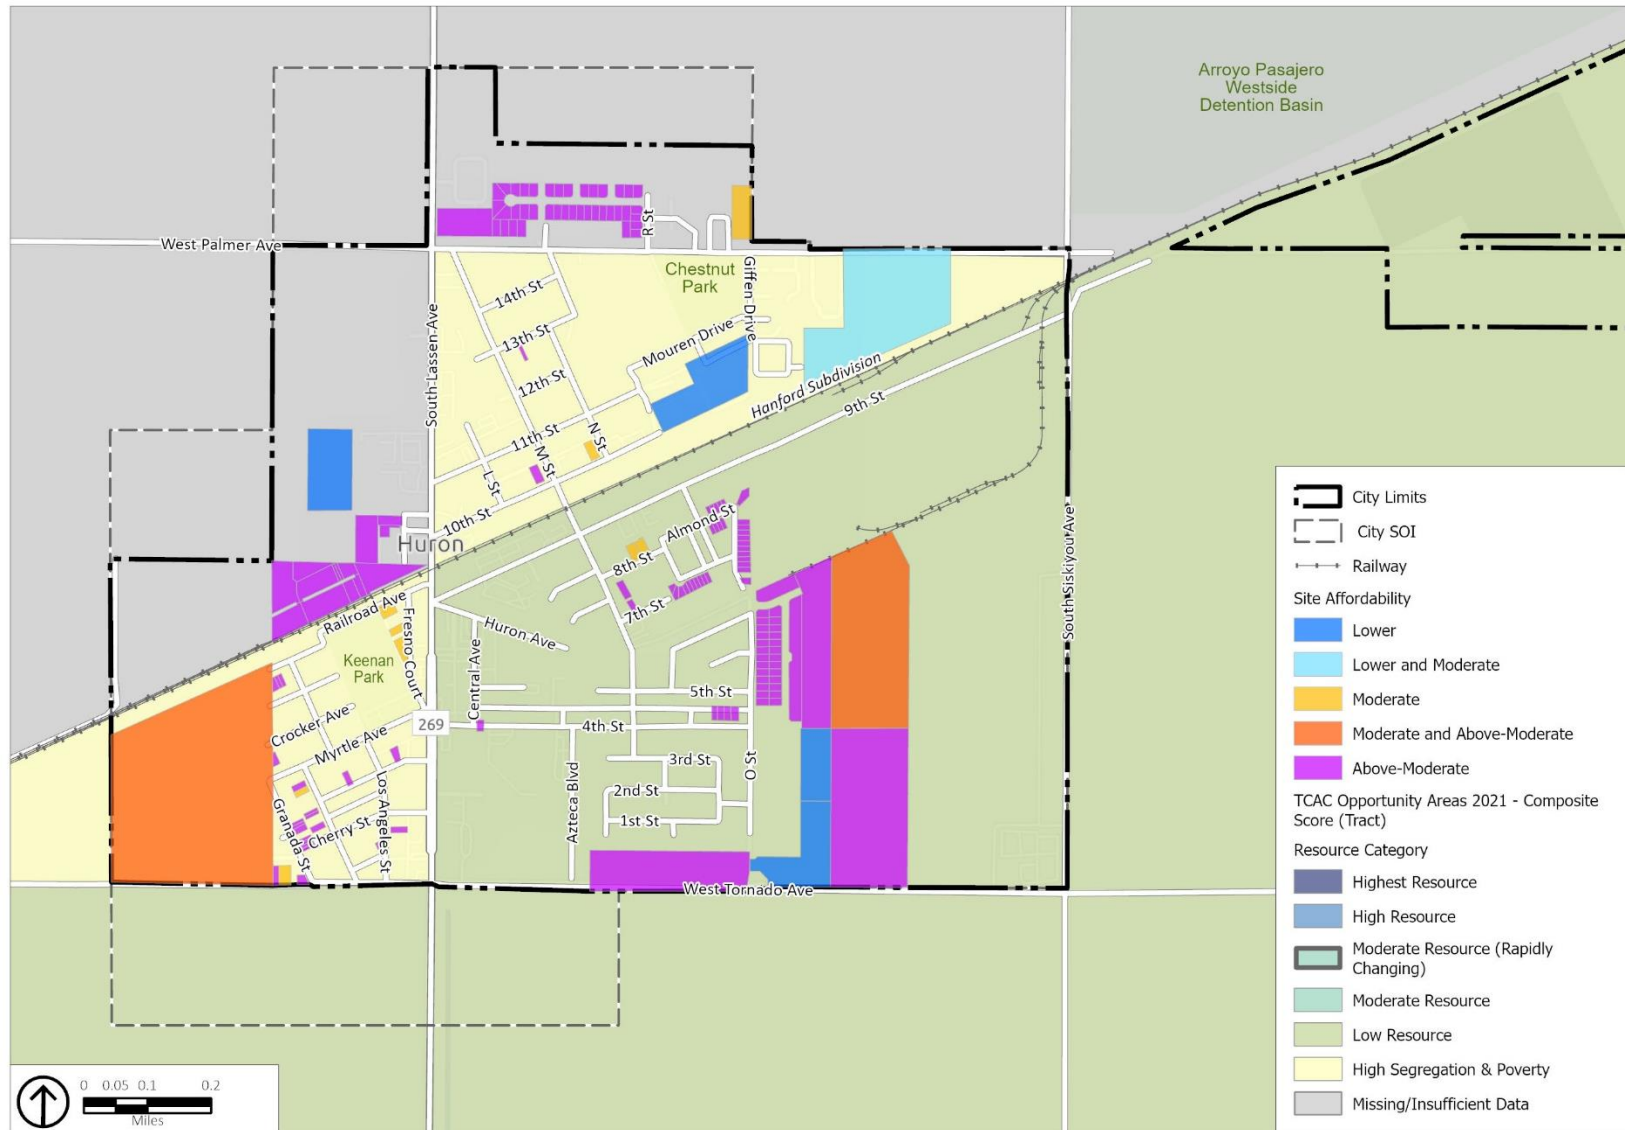 Arroyo Pasajero
Westside
Detention Basin
West Palmer Ave
R St
Chestnut
Park
Giffen Drive
South Lassen Ave
14th St
13th St
12th St
Mouren Drive
Hanford Subdivision
9th St
11th St
N St
M St
L St
10th St
Huron
Almond St
8th St
7th St
Railroad Ave
Fresno Court
Huron Ave
Central Ave
Keenan
Park
South Siskiyou Ave
5th St
4th St
269
Crocker Ave
Myrtle Ave
Los Angeles St
Granada St
Cherry St
3rd St
2nd St
1st St
O St
Azteca Blvd
West Tornado Ave
City Limits
City SOI
Railway
Site Affordability
Lower
Lower and Moderate
Moderate
Moderate and Above-Moderate
Above-Moderate
TCAC Opportunity Areas 2021 - Composite
Score (Tract)
Resource Category
Highest Resource
High Resource
Moderate Resource (Rapidly
Changing)
Moderate Resource
Low Resource
High Segregation & Poverty
Missing/Insufficient Data
0 0.05 0.1 0.2
Miles